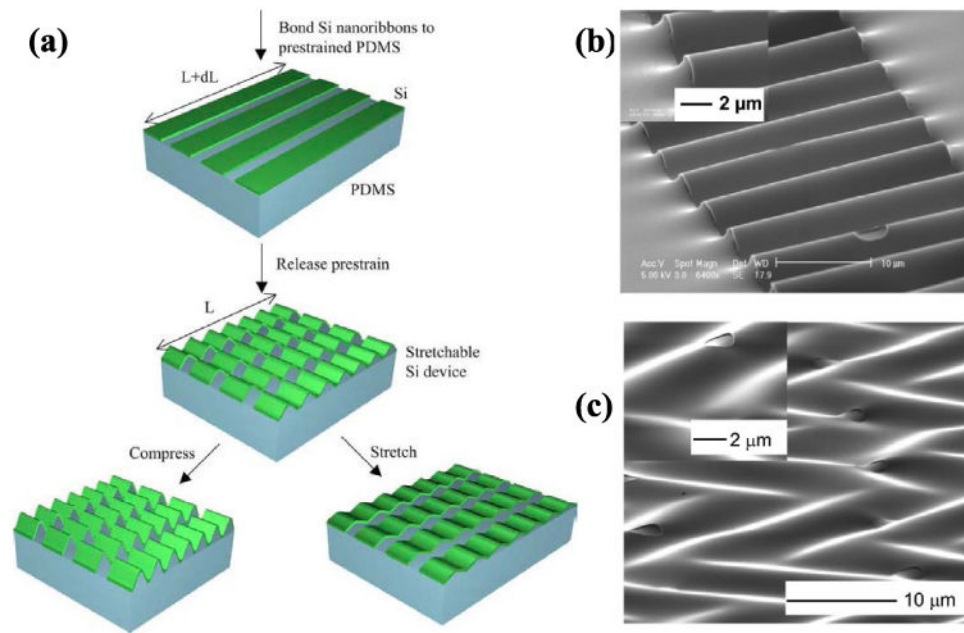 (a)
Bond Si nanoribbons to
prestrained PDMS
L+dL
Si
PDMS
Release prestrain
L
Stretchable
Si device
Compress
Stretch
(b)
2 µm
Acc.V Spot Magn Det WD
5.00 kV 3.0 6400x SE 17.9
10 µm
(c)
2 µm
10 µm